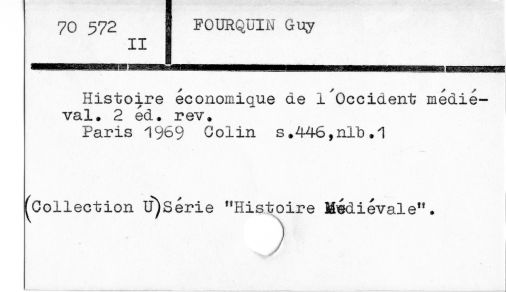 70 572
II
FOURQUIN Guy
Histoire économique de l'Occident médié-
val. 2 éd. rev.
Paris 1969 Colin s.446,nlb.1
(Collection U)Série "Histoire Médiévale".